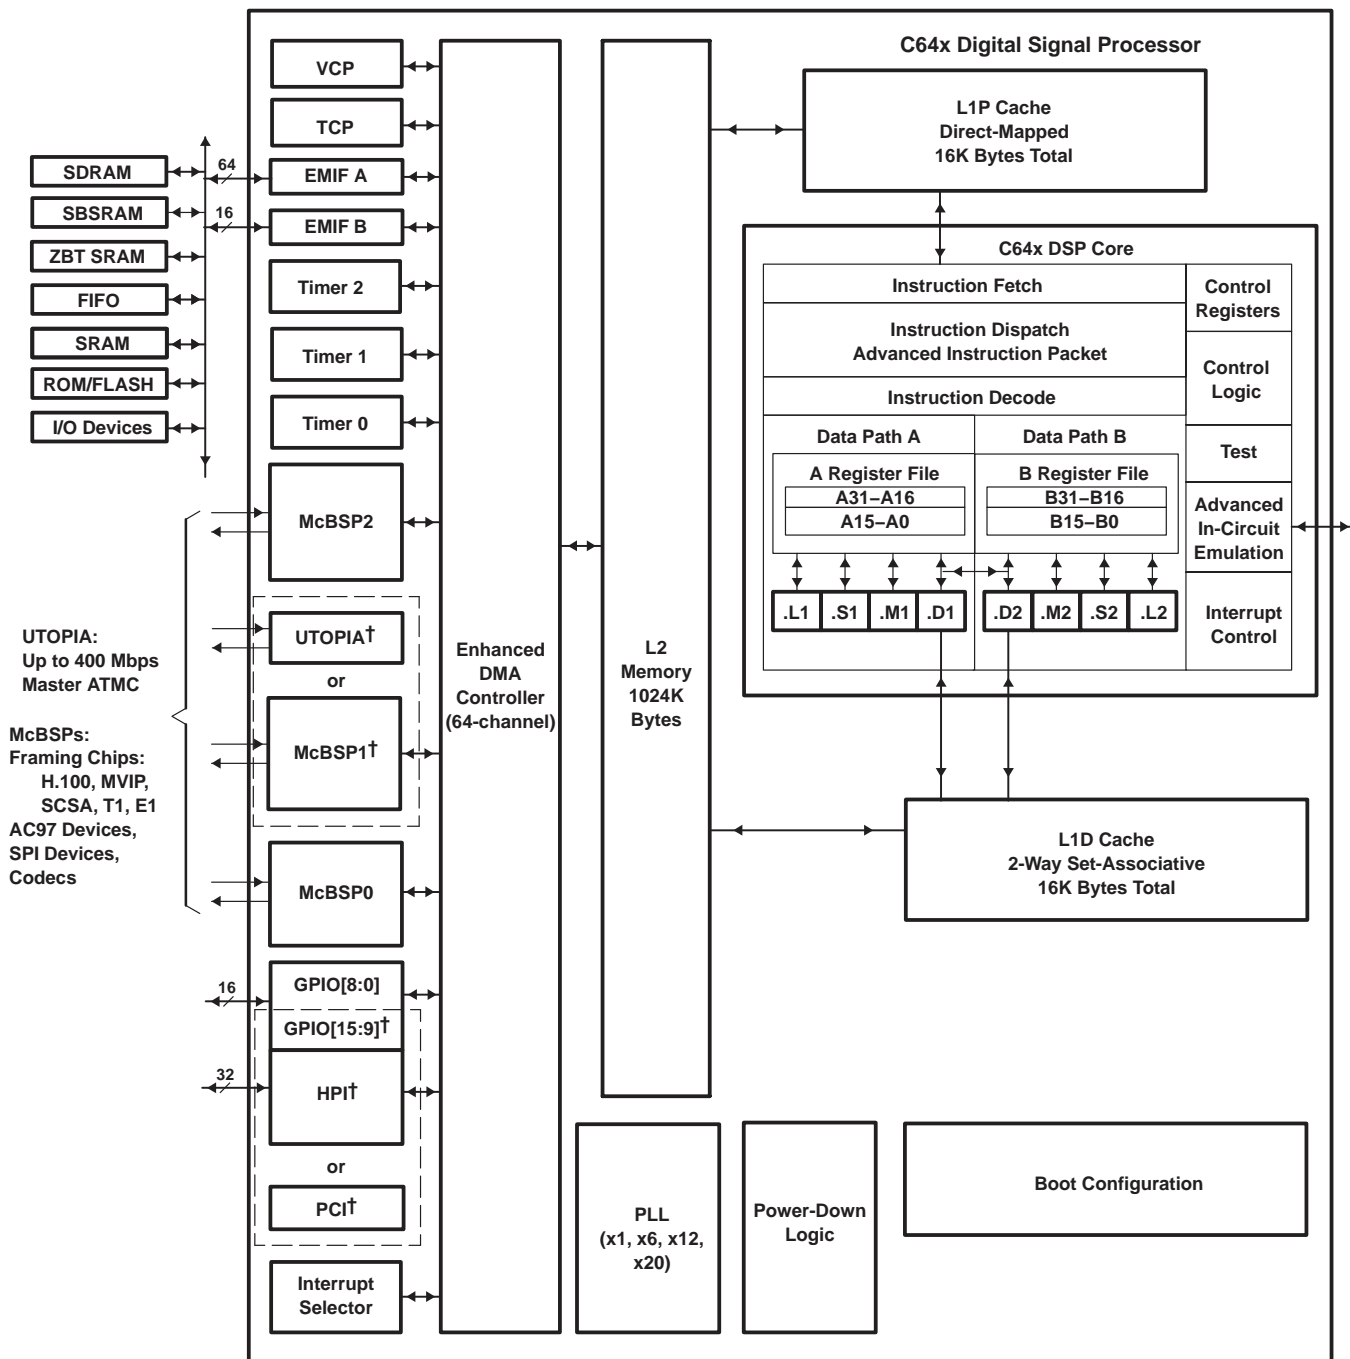 C64x Digital Signal Processor
VCP
TCP
EMIF A
EMIF B
Timer 2
Timer 1
Timer 0
McBSP2
UTOPIA†
or
McBSP1†
McBSP0
GPIO[8:0]
GPIO[15:9]†
HPI†
or
PCI†
Interrupt
Selector
64
16
16
32
SDRAM
SBSRAM
ZBT SRAM
FIFO
SRAM
ROM/FLASH
I/O Devices
UTOPIA:
Up to 400 Mbps
Master ATMC
McBSPs:
Framing Chips:
H.100, MVIP,
SCSA, T1, E1
AC97 Devices,
SPI Devices,
Codecs
Enhanced
DMA
Controller
(64-channel)
L2
Memory
1024K
Bytes
L1P Cache
Direct-Mapped
16K Bytes Total
C64x DSP Core
Instruction Fetch
Instruction Dispatch
Advanced Instruction Packet
Instruction Decode
Data Path A
Data Path B
A Register File
A31–A16
A15–A0
B Register File
B31–B16
B15–B0
.L1
.S1
.M1
.D1
.D2
.M2
.S2
.L2
Control
Registers
Control
Logic
Test
Advanced
In-Circuit
Emulation
Interrupt
Control
L1D Cache
2-Way Set-Associative
16K Bytes Total
PLL
(x1, x6, x12,
x20)
Power-Down
Logic
Boot Configuration